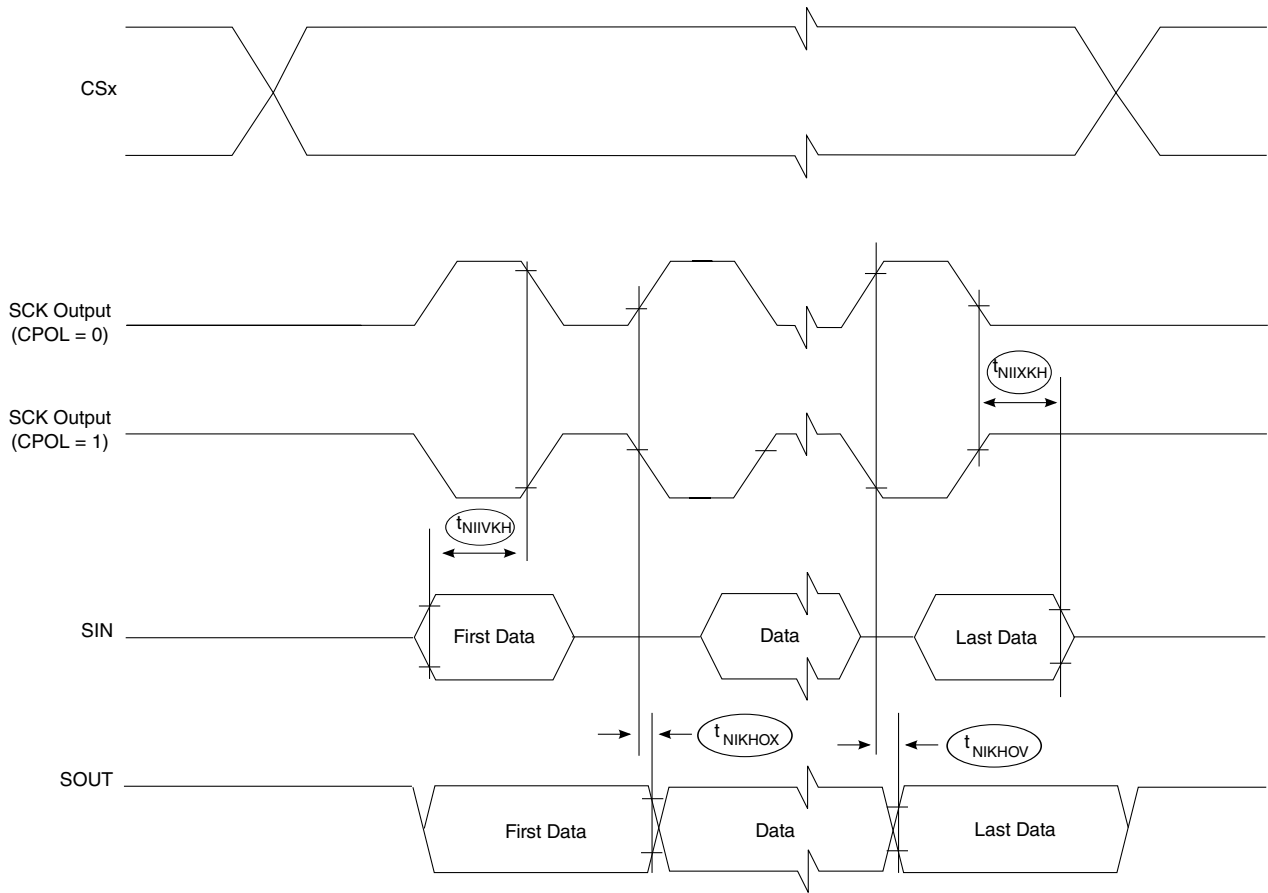 CSx
SCK Output
(CPOL = 0)
tNIIXKH
SCK Output
(CPOL = 1)
tNIIVKH
SIN
First Data
Data
Last Data
tNIKHOX
tNIKHOV
SOUT
First Data
Data
Last Data